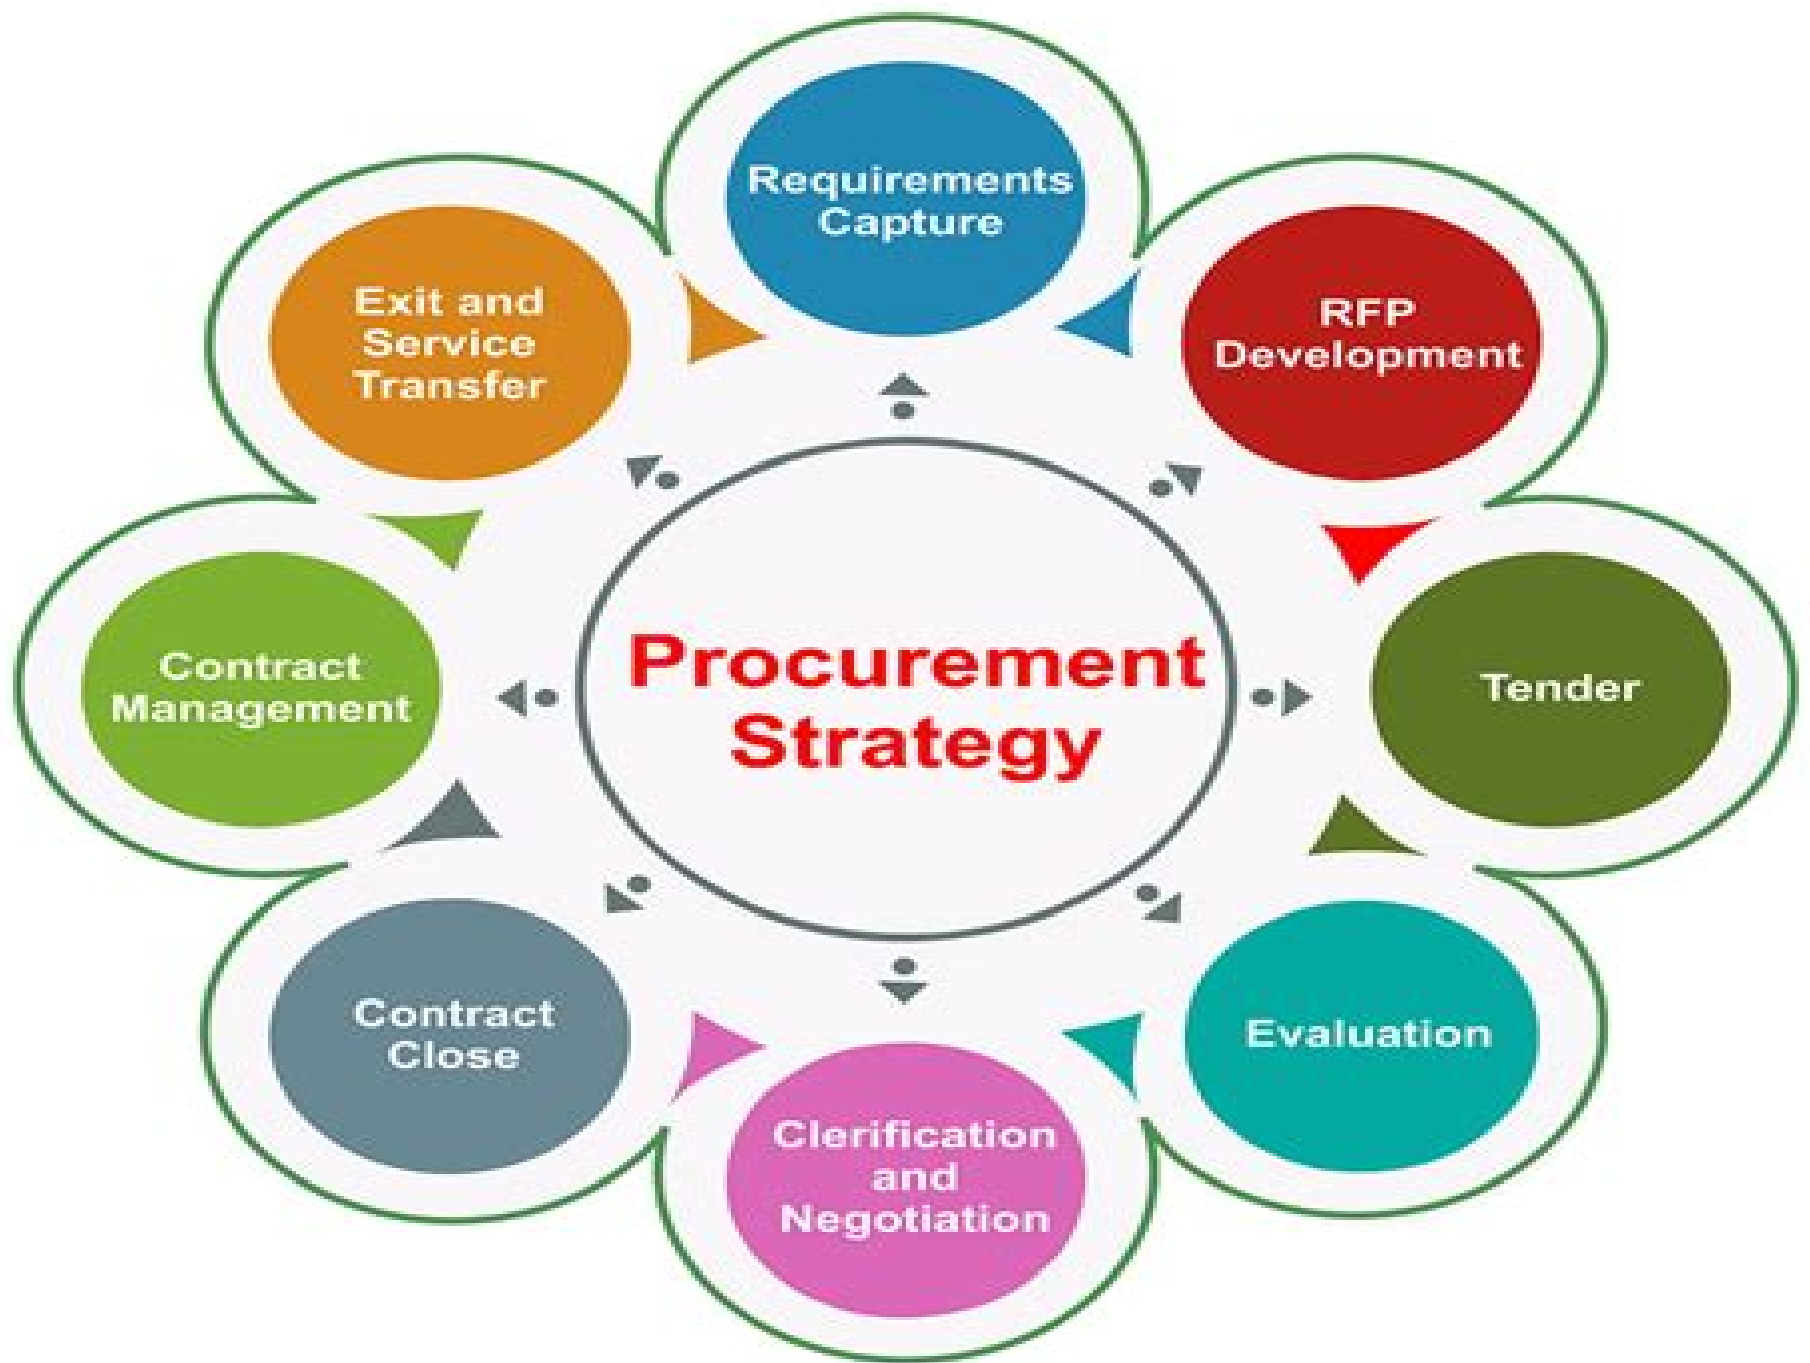 Requirements
Capture
RFP
Development
Tender
Evaluation
Clerification
and
Negotiation
Contract
Close
Contract
Management
Exit and
Service
Transfer
Procurement
Strategy